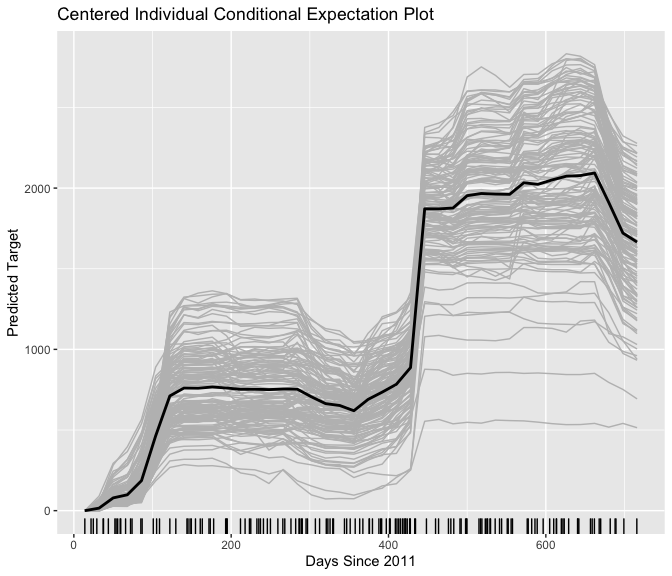 Centered Individual Conditional Expectation Plot
Predicted Target
2000
1000
0
0 200 400 600
Days Since 2011